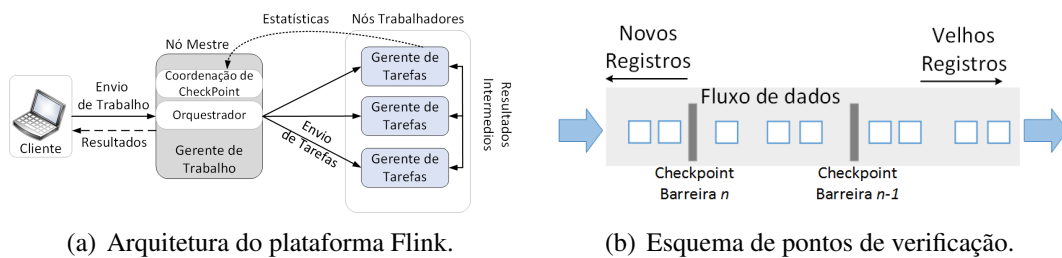 Estatísticas
Nós Trabalhadores
Nó Mestre
Coordenação de
CheckPoint
Orquestrador
Gerente de
Trabalho
Envio
de Trabalho
Resultados
Cliente
Envio
de Tarefas
Gerente de
Tarefas
Gerente de
Tarefas
Gerente de
Tarefas
Resultados
Intermedios
(a) Arquitetura do plataforma Flink.
Novos
Registros
Velhos
Registros
Fluxo de dados
Checkpoint
Barreira n
Checkpoint
Barreira n-1
(b) Esquema de pontos de verificação.